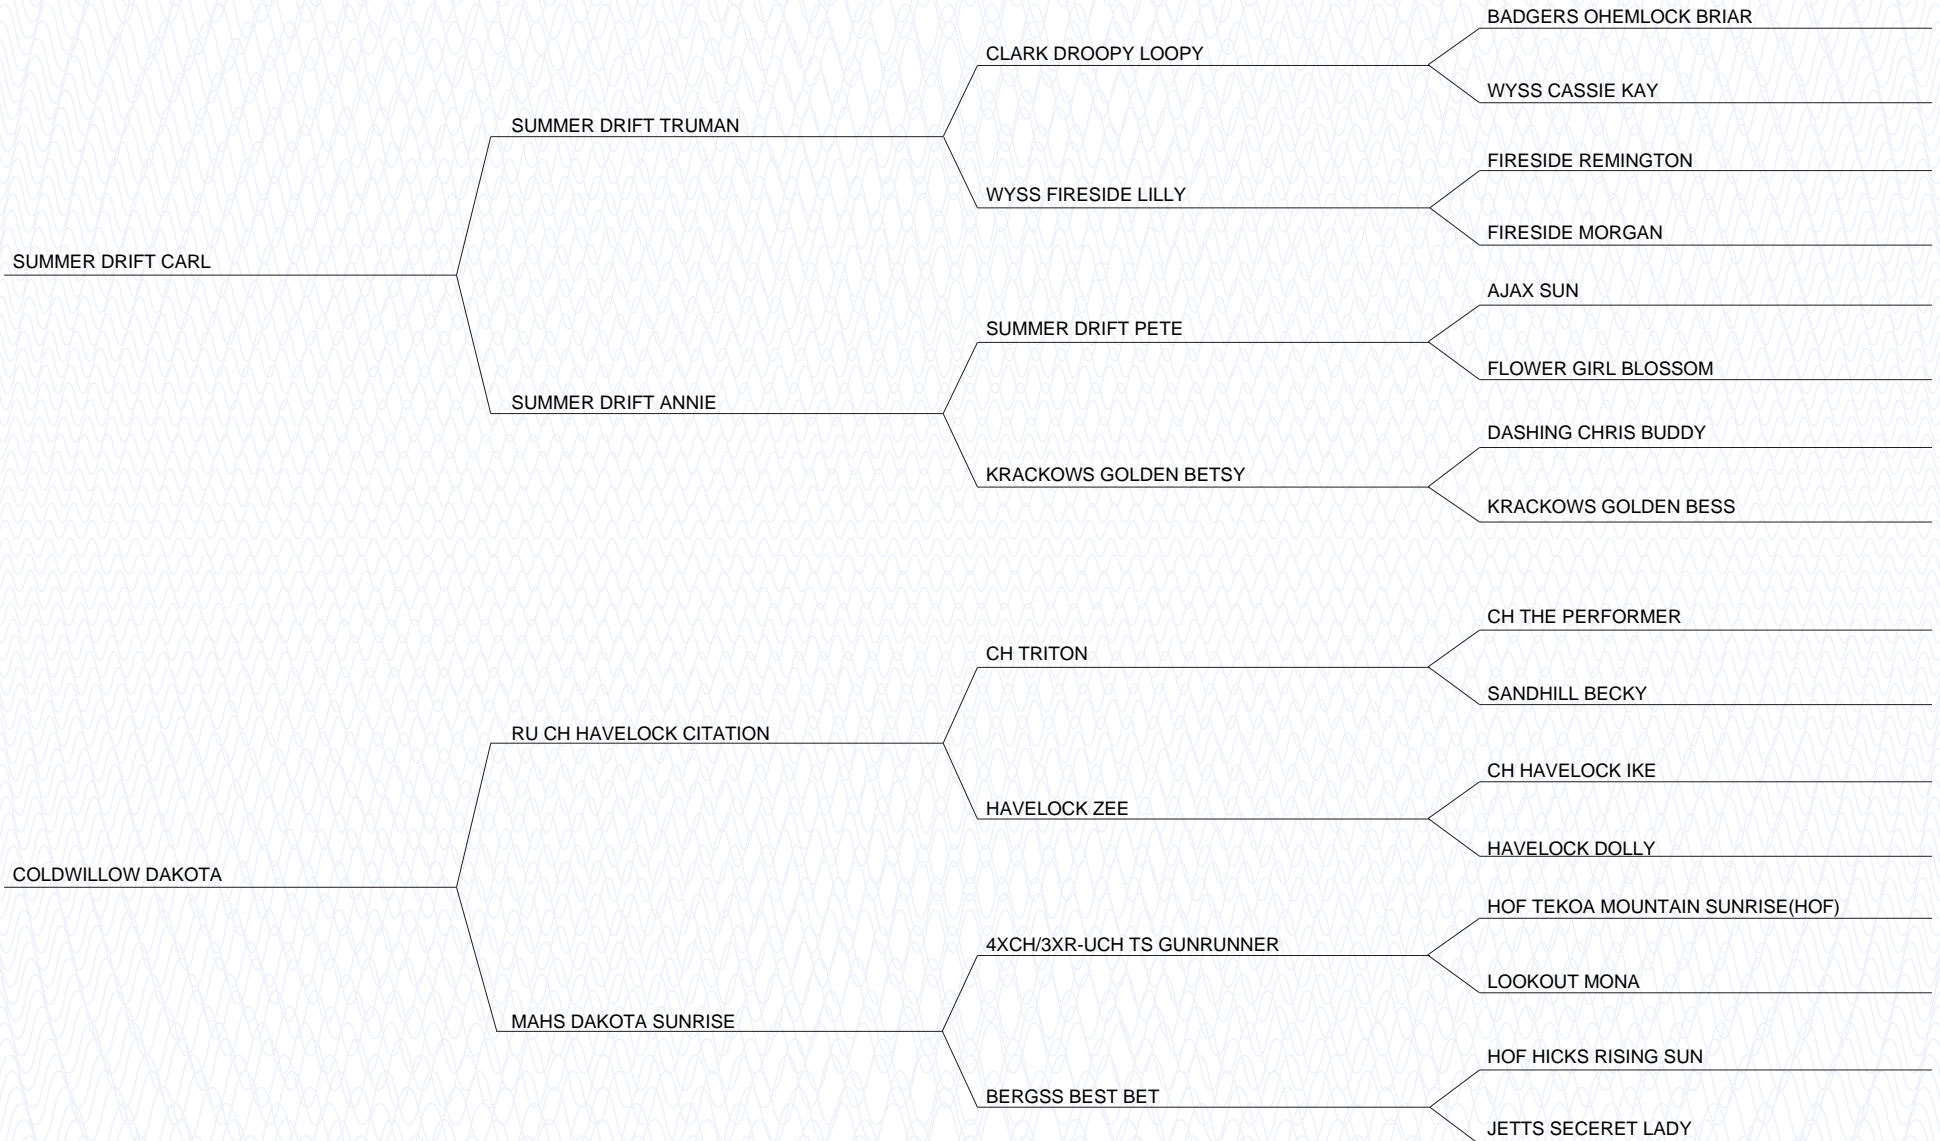 BADGERS OHEMLOCK BRIAR
CLARK DROOPY LOOPY
WYSS CASSIE KAY
SUMMER DRIFT TRUMAN
FIRESIDE REMINGTON
WYSS FIRESIDE LILLY
FIRESIDE MORGAN
SUMMER DRIFT CARL
AJAX SUN
SUMMER DRIFT PETE
FLOWER GIRL BLOSSOM
SUMMER DRIFT ANNIE
DASHING CHRIS BUDDY
KRACKOWS GOLDEN BETSY
KRACKOWS GOLDEN BESS
CH THE PERFORMER
CH TRITON
SANDHILL BECKY
RU CH HAVELOCK CITATION
CH HAVELOCK IKE
HAVELOCK ZEE
HAVELOCK DOLLY
COLDWILLOW DAKOTA
HOF TEKOA MOUNTAIN SUNRISE(HOF)
4XCH/3XR-UCH TS GUNRUNNER
LOOKOUT MONA
MAHS DAKOTA SUNRISE
HOF HICKS RISING SUN
BERGSS BEST BET
JETTS SECERET LADY